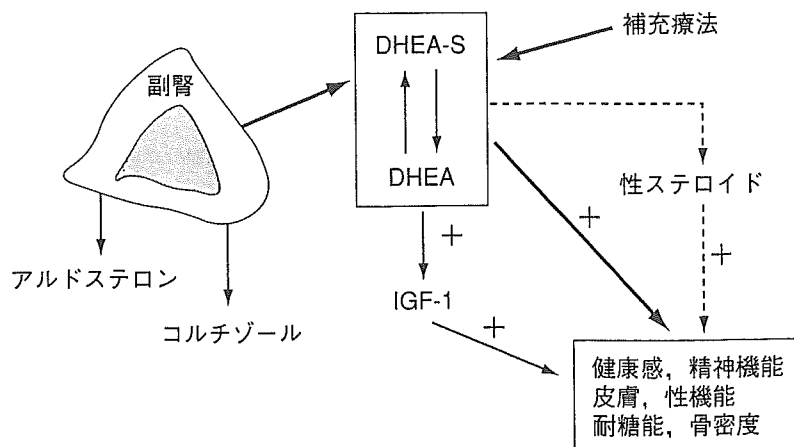 補充療法
DHEA-S
副腎
DHEA
性ステロイド
+
+
+
アルドステロン
IGF-1
+
コルチゾール
健康感，精神機能
皮膚，性機能
耐糖能，骨密度